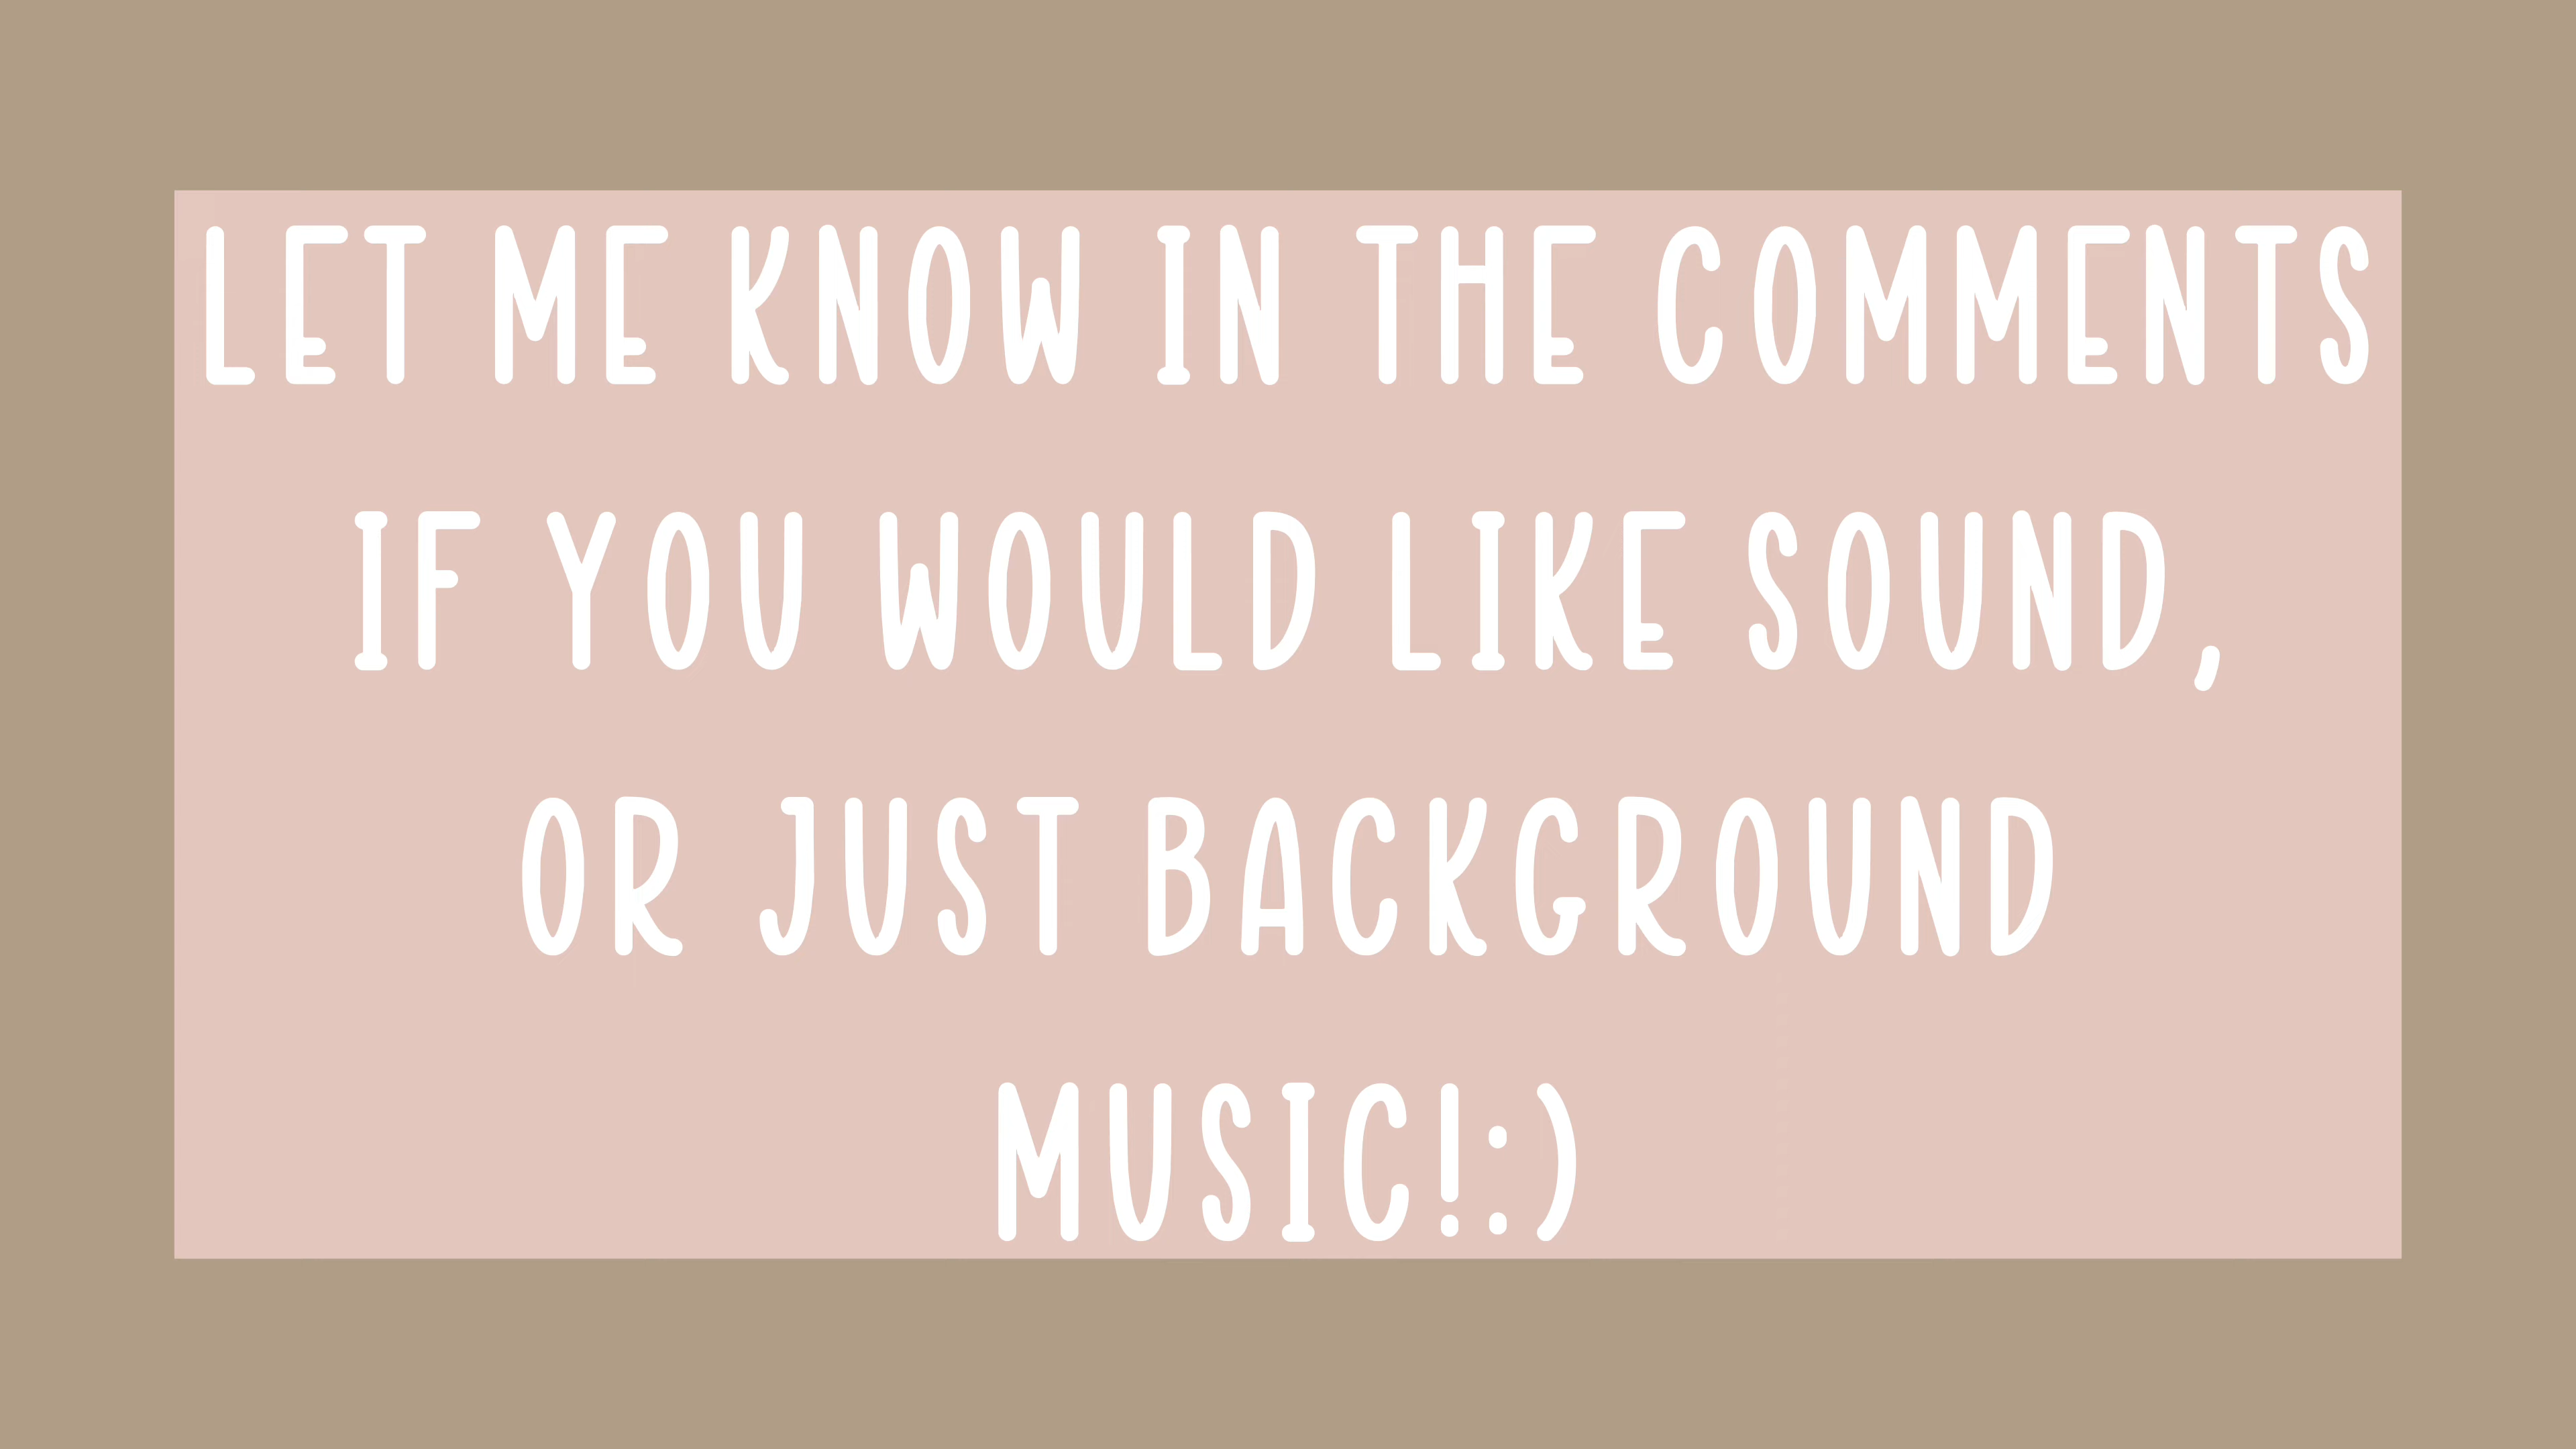 LET ME KNOW IN THE COMMENTS
IF YOU WOULD LIKE SOUND,
OR JUST BACKGROUND
MUSIC!:)